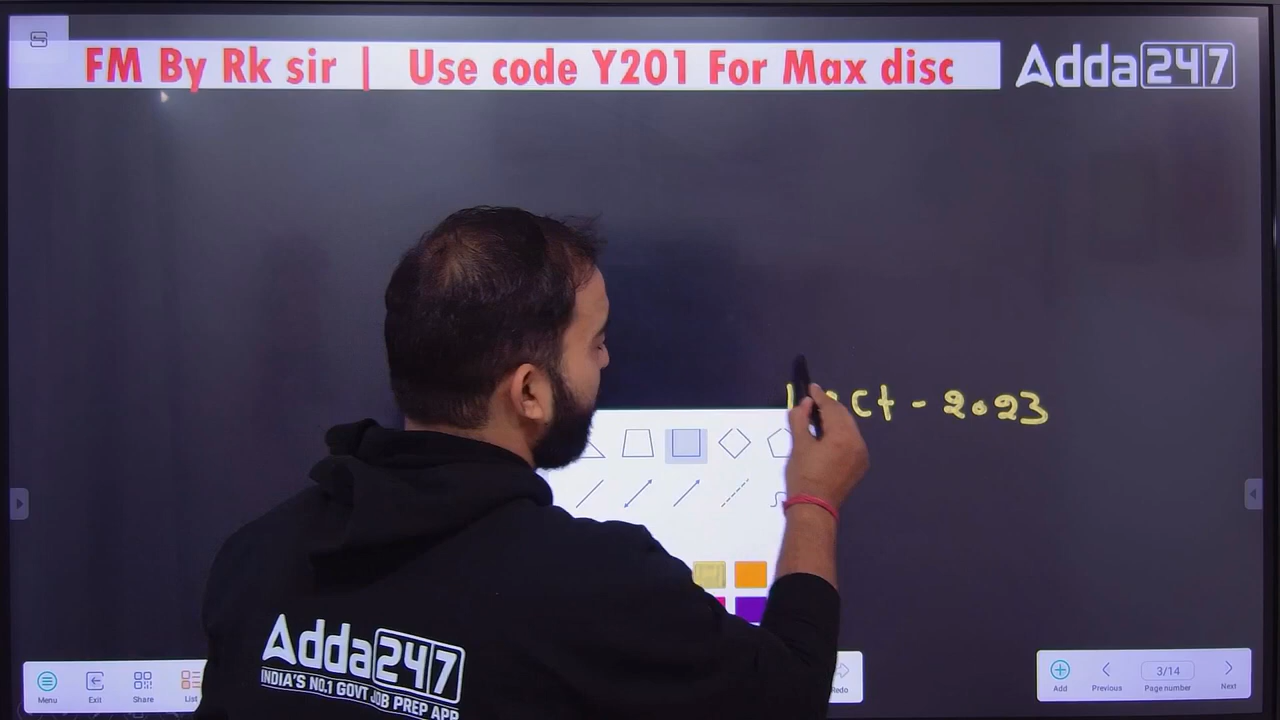 FM By Rk sir | Use code Y201 For Max disc
Adda247
ct - 2023
Adda247
INDIA'S NO.1 GOVT JOB PREP APP
Menu
Exit
Share
List
Redo
Add
Previous
3/14
Page number
Next